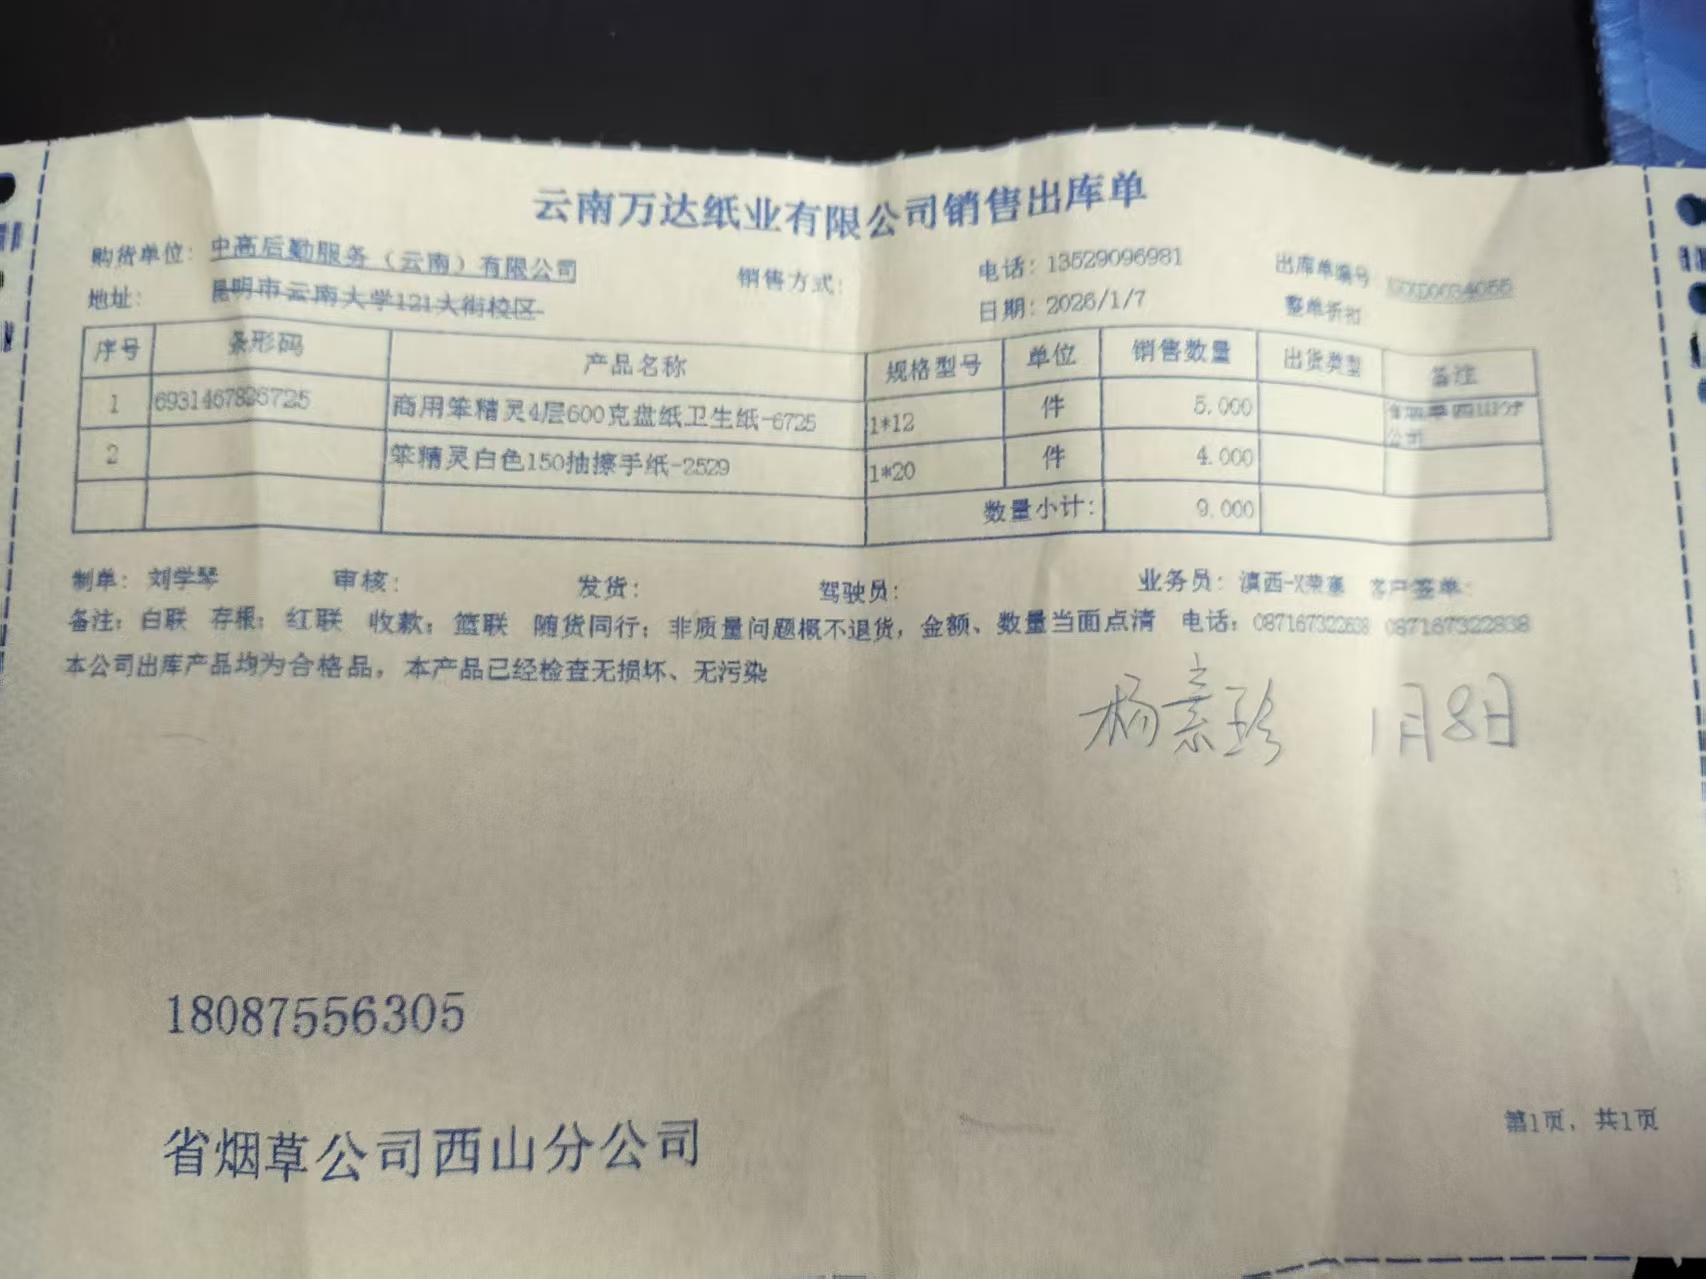 云南万达纸业有限公司销售出库单
购货单位: 中高后勤服务（云南）有限公司 销售方式: 电话: 13529096981 出库单编号
地址: 昆明市云南大学121大街校区 日期: 2026/1/7 整单折扣
序号 条形码 产品名称 规格型号 单位 销售数量 出货类型 备注
1 6931467826725 商用笨精灵4层600克盘纸卫生纸-6725 1*12 件 5.000 公司
2 笨精灵白色150抽擦手纸-2529 1*20 件 4.000
数量小计: 9.000
制单: 刘学琴 审核: 发货: 驾驶员: 业务员: 滇西- 客户签单:
备注: 白联 存根; 红联 收款; 篮联 随货同行; 非质量问题概不退货, 金额、数量当面点清 电话: 087167322638 087167322838
本公司出库产品均为合格品, 本产品已经检查无损坏、无污染
杨 珍 1月8日
18087556305
省烟草公司西山分公司
第1页, 共1页